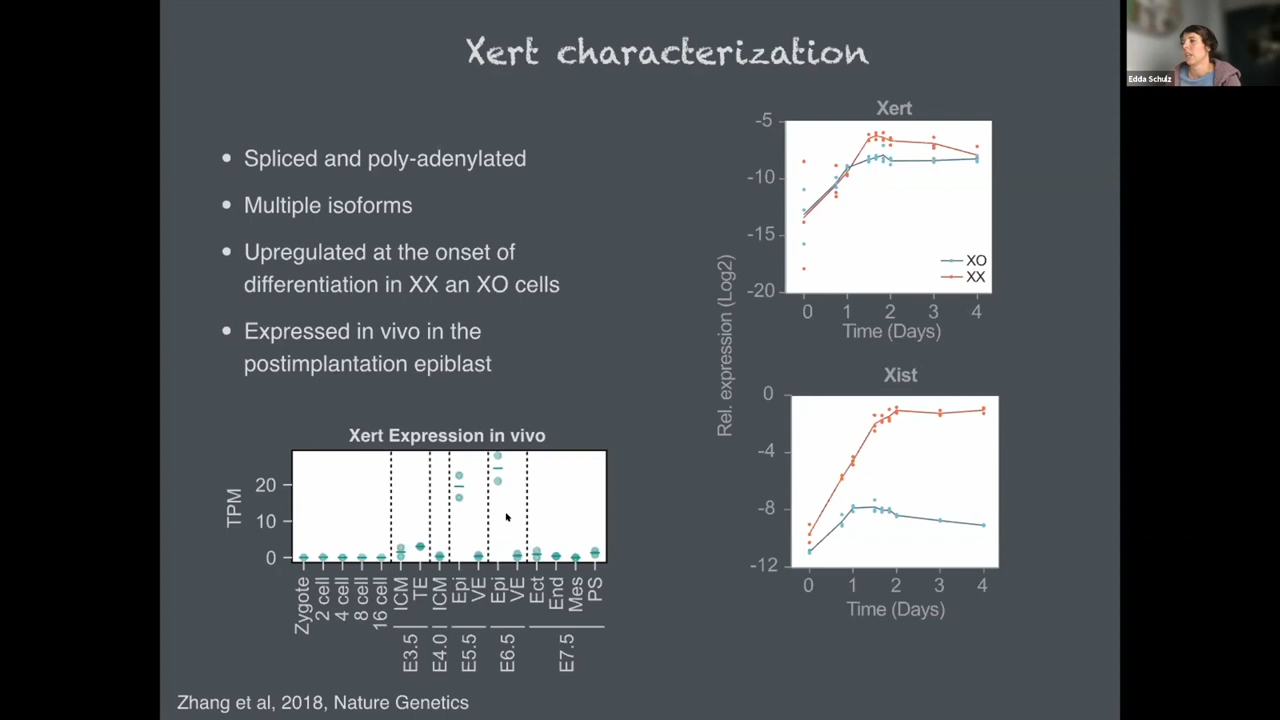 Xert characterization
Edda Schulz
• Spliced and poly-adenylated
• Multiple isoforms
• Upregulated at the onset of
differentiation in XX an XO cells
• Expressed in vivo in the
postimplantation epiblast
Xert
Rel. expression (Log2)
-5
-10
-15
-20
XO
XX
0 1 2 3 4
Time (Days)
Xist
0
-4
-8
-12
0 1 2 3 4
Time (Days)
Xert Expression in vivo
TPM
20
10
0
Zygote 2 cell 4 cell 8 cell 16 cell ICM TE ICM Epi VE Epi VE Ect End Mes PS
E3.5 E4.0 E5.5 E6.5 E7.5
Zhang et al, 2018, Nature Genetics